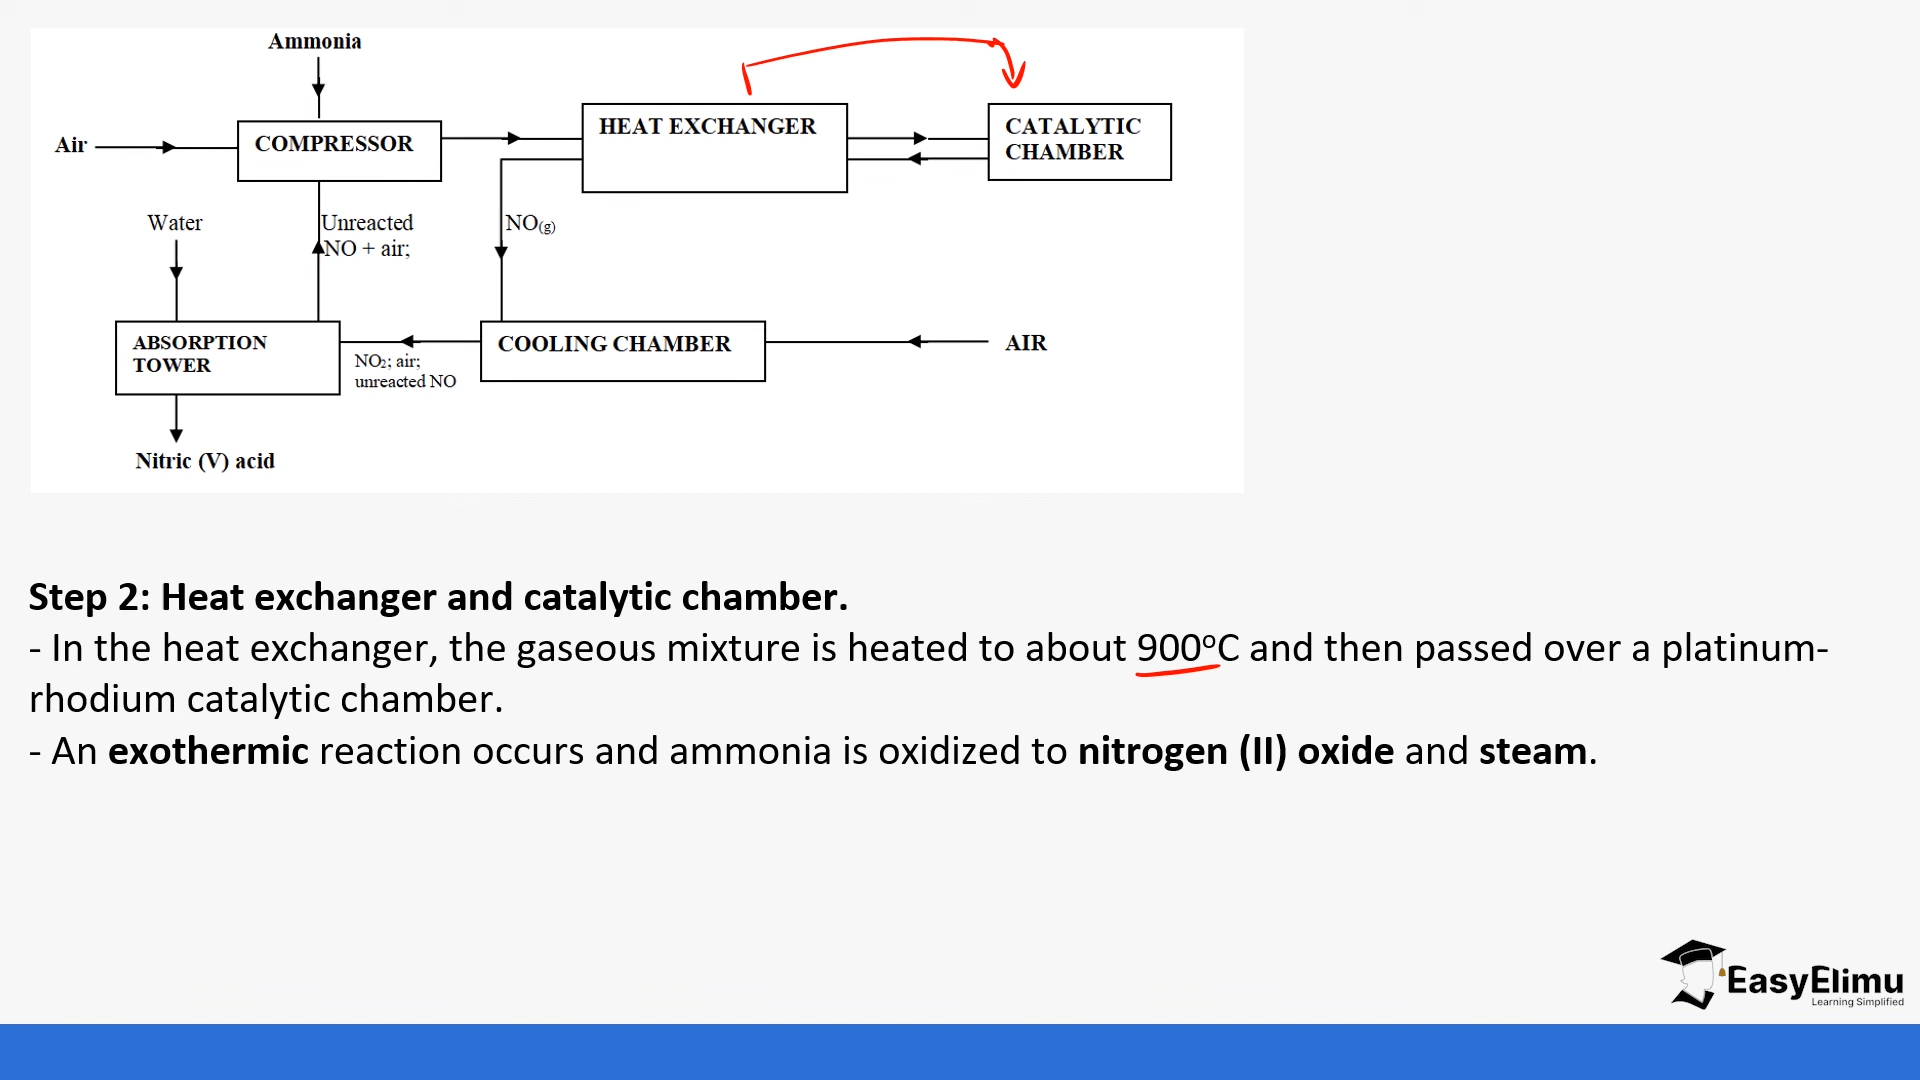 Ammonia
Air
COMPRESSOR
HEAT EXCHANGER
CATALYTIC
CHAMBER
Water
Unreacted
NO + air;
NO(g)
ABSORPTION
TOWER
NO₂; air;
unreacted NO
COOLING CHAMBER
AIR
Nitric (V) acid
Step 2: Heat exchanger and catalytic chamber.
- In the heat exchanger, the gaseous mixture is heated to about 900°C and then passed over a platinum-
rhodium catalytic chamber.
- An exothermic reaction occurs and ammonia is oxidized to nitrogen (II) oxide and steam.
EasyElimu
Learning Simplified